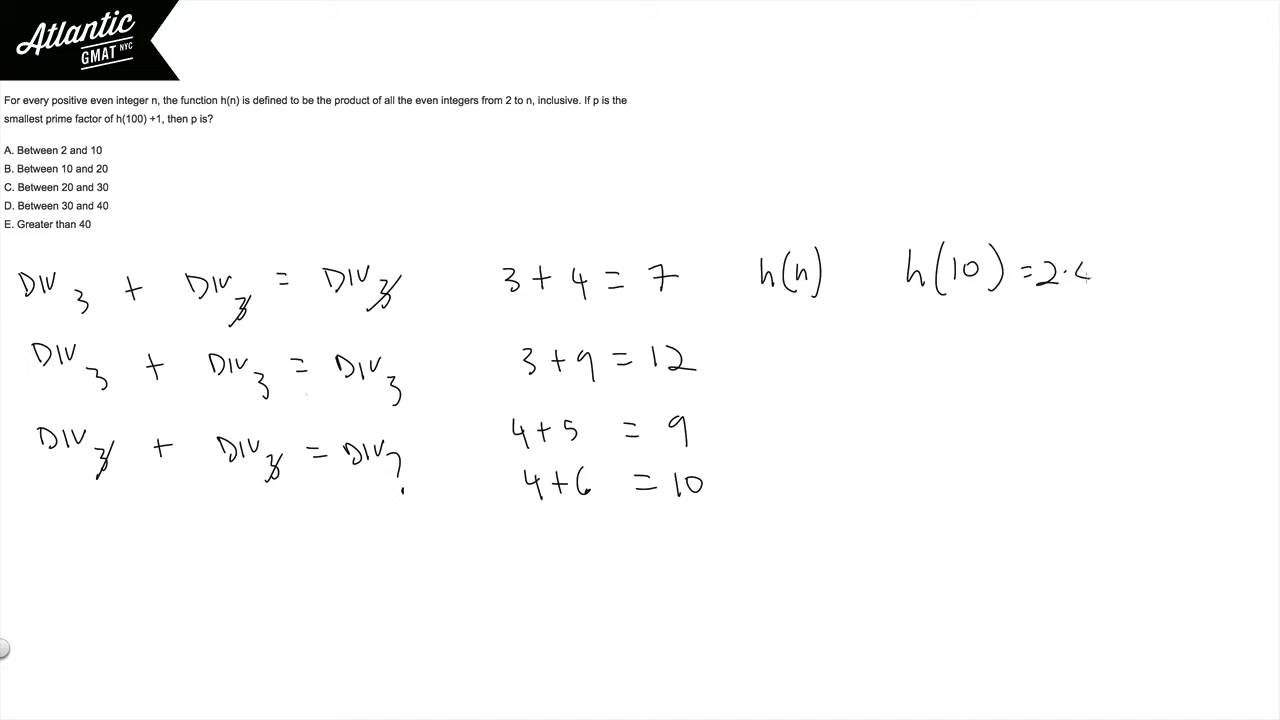 Atlantic
GMAT NYC
For every positive even integer n, the function h(n) is defined to be the product of all the even integers from 2 to n, inclusive. If p is the
smallest prime factor of h(100) +1, then p is?
A. Between 2 and 10
B. Between 10 and 20
C. Between 20 and 30
D. Between 30 and 40
E. Greater than 40
DIV 3 + DIV 3̸ = DIV 3̸ 3 + 4 = 7 h(n) h(10) = 2·4
DIV 3 + DIV 3 = DIV 3 3 + 9 = 12
DIV 3̸ + DIV 3̸ = DIV ? 4 + 5 = 9
4 + 6 = 10